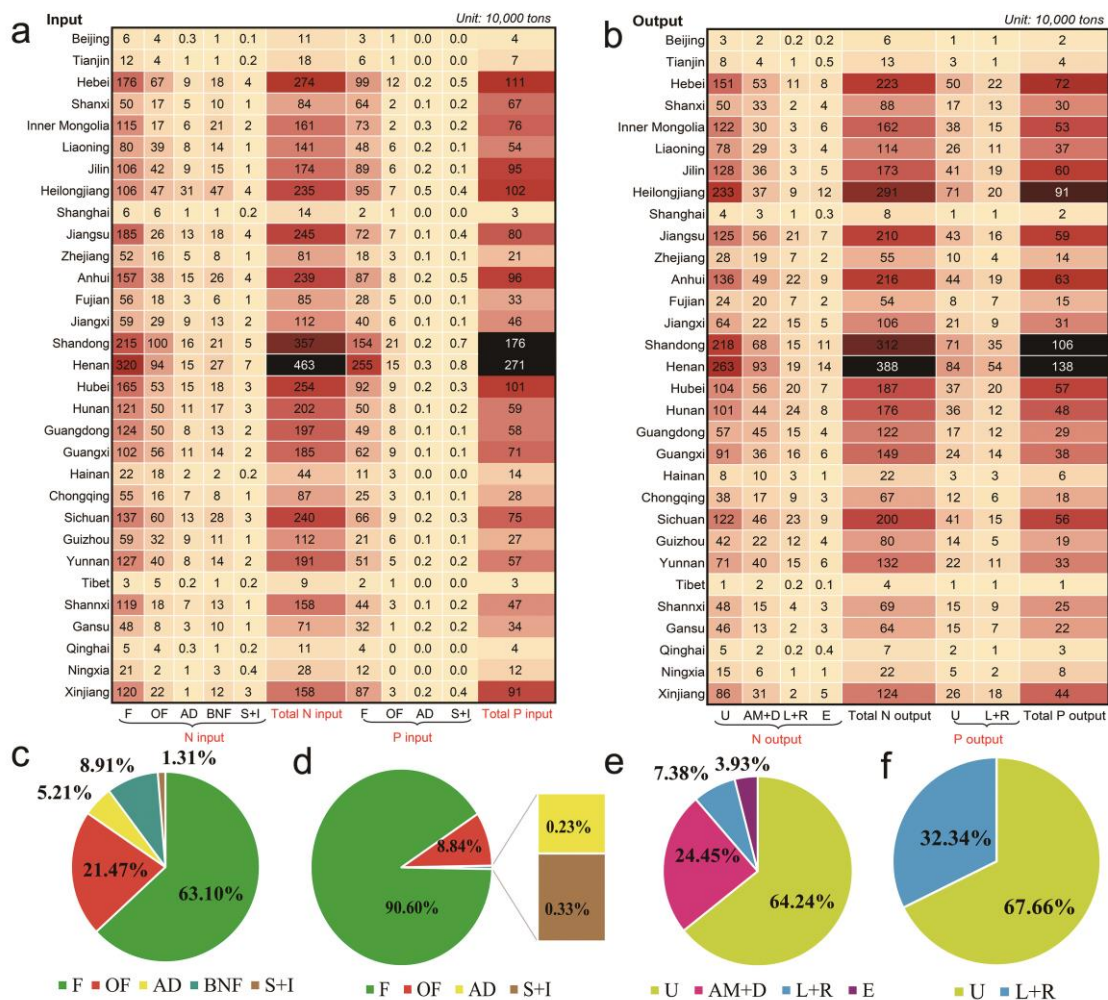 a Input Unit: 10,000 tons
Beijing 6 4 0.3 1 0.1 11 3 1 0.0 0.0 4
Tianjin 12 4 1 1 0.2 18 6 1 0.0 0.0 7
Hebei 176 67 9 18 4 274 99 12 0.2 0.5 111
Shanxi 50 17 5 10 1 84 64 2 0.1 0.2 67
Inner Mongolia 115 17 6 21 2 161 73 2 0.3 0.2 76
Liaoning 80 39 8 14 1 141 48 6 0.2 0.1 54
Jilin 106 42 9 15 1 174 89 6 0.2 0.1 95
Heilongjiang 106 47 31 47 4 235 95 7 0.5 0.4 102
Shanghai 6 6 1 1 0.2 14 2 1 0.0 0.0 3
Jiangsu 185 26 13 18 4 245 72 7 0.1 0.4 80
Zhejiang 52 16 5 8 1 81 18 3 0.1 0.1 21
Anhui 157 38 15 26 4 239 87 8 0.2 0.5 96
Fujian 56 18 3 6 1 85 28 5 0.0 0.1 33
Jiangxi 59 29 9 13 2 112 40 6 0.1 0.1 46
Shandong 215 100 16 21 5 357 154 21 0.2 0.7 176
Henan 320 94 15 27 7 463 255 15 0.3 0.8 271
Hubei 165 53 15 18 3 254 92 9 0.2 0.3 101
Hunan 121 50 11 17 3 202 50 8 0.1 0.2 59
Guangdong 124 50 8 13 2 197 49 8 0.1 0.1 58
Guangxi 102 56 11 14 2 185 62 9 0.1 0.1 71
Hainan 22 18 2 2 0.2 44 11 3 0.0 0.0 14
Chongqing 55 16 7 8 1 87 25 3 0.1 0.1 28
Sichuan 137 60 13 28 3 240 66 9 0.2 0.3 75
Guizhou 59 32 9 11 1 112 21 6 0.1 0.1 27
Yunnan 127 40 8 14 2 191 51 5 0.2 0.2 57
Tibet 3 5 0.2 1 0.2 9 2 1 0.0 0.0 3
Shannxi 119 18 7 13 1 158 44 3 0.1 0.2 47
Gansu 48 8 3 10 1 71 32 1 0.2 0.2 34
Qinghai 5 4 0.3 1 0.2 11 4 0 0.0 0.0 4
Ningxia 21 2 1 3 0.4 28 12 0 0.0 0.0 12
Xinjiang 120 22 1 12 3 158 87 3 0.2 0.4 91
F OF AD BNF S+I Total N input F OF AD S+I Total P input
N input P input
b Output Unit: 10,000 tons
Beijing 3 2 0.2 0.2 6 1 1 2
Tianjin 8 4 1 0.5 13 3 1 4
Hebei 151 53 11 8 223 50 22 72
Shanxi 50 33 2 4 88 17 13 30
Inner Mongolia 122 30 3 6 162 38 15 53
Liaoning 78 29 3 4 114 26 11 37
Jilin 128 36 3 5 173 41 19 60
Heilongjiang 233 37 9 12 291 71 20 91
Shanghai 4 3 1 0.3 8 1 1 2
Jiangsu 125 56 21 7 210 43 16 59
Zhejiang 28 19 7 2 55 10 4 14
Anhui 136 49 22 9 216 44 19 63
Fujian 24 20 7 2 54 8 7 15
Jiangxi 64 22 15 5 106 21 9 31
Shandong 218 68 15 11 312 71 35 106
Henan 263 93 19 14 388 84 54 138
Hubei 104 56 20 7 187 37 20 57
Hunan 101 44 24 8 176 36 12 48
Guangdong 57 45 15 4 122 17 12 29
Guangxi 91 36 16 6 149 24 14 38
Hainan 8 10 3 1 22 3 3 6
Chongqing 38 17 9 3 67 12 6 18
Sichuan 122 46 23 9 200 41 15 56
Guizhou 42 22 12 4 80 14 5 19
Yunnan 71 40 15 6 132 22 11 33
Tibet 1 2 0.2 0.1 4 1 1 1
Shannxi 48 15 4 3 69 15 9 25
Gansu 46 13 2 3 64 15 7 22
Qinghai 5 2 0.2 0.4 7 2 1 3
Ningxia 15 6 1 1 22 5 2 8
Xinjiang 86 31 2 5 124 26 18 44
U AM+D L+R E Total N output U L+R Total P output
N output P output
c
1.31%
8.91%
5.21%
21.47%
63.10%
F OF AD BNF S+I
d
8.84%
90.60%
0.23%
0.33%
F OF AD S+I
e
3.93%
7.38%
24.45%
64.24%
U AM+D L+R E
f
32.34%
67.66%
U L+R